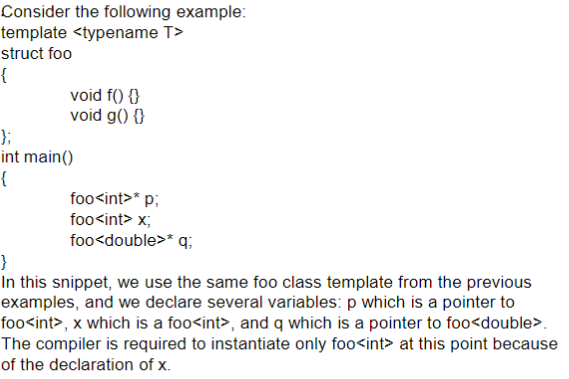 Consider the following example:
template <typename T>
struct foo
{
void f() {}
void g() {}
};
int main()
{
foo<int>* p;
foo<int> x;
foo<double>* q;
}
In this snippet, we use the same foo class template from the previous
examples, and we declare several variables: p which is a pointer to
foo<int>, x which is a foo<int>, and q which is a pointer to foo<double>.
The compiler is required to instantiate only foo<int> at this point because
of the declaration of x.